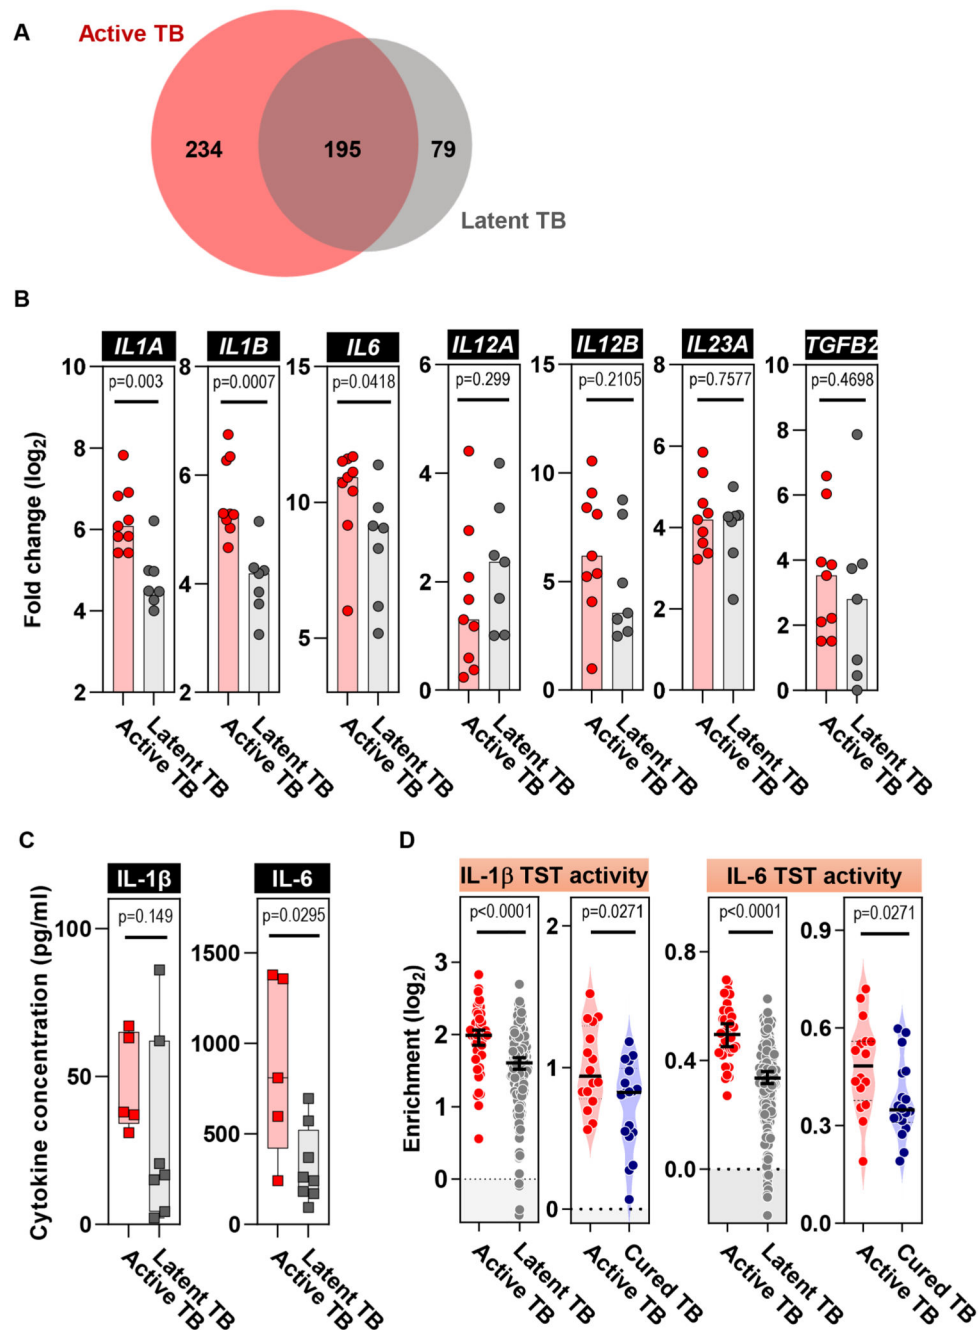 A
Active TB
234
195
79
Latent TB
B
IL1A
IL1B
IL6
IL12A
IL12B
IL23A
TGFB2
10
8
15
6
15
8
10
p=0.003
p=0.0007
p=0.0418
p=0.299
p=0.2105
p=0.7577
p=0.4698
8
6
10
4
10
6
8
6
4
6
4
4
5
2
5
2
4
2
2
2
0
0
0
0
Fold change (log2)
Latent TB
Active TB
Latent TB
Active TB
Latent TB
Active TB
Latent TB
Active TB
Latent TB
Active TB
Latent TB
Active TB
Latent TB
Active TB
C
IL-1β
IL-6
p=0.149
p=0.0295
100
50
0
1500
1000
500
0
Cytokine concentration (pg/ml)
Latent TB
Active TB
Latent TB
Active TB
D
IL-1β TST activity
IL-6 TST activity
p<0.0001
p=0.0271
p<0.0001
p=0.0271
3
2
1
0
2
1
0
0.8
0.4
0.0
0.9
0.6
0.3
0.0
Enrichment (log2)
Latent TB
Active TB
Cured TB
Active TB
Latent TB
Active TB
Cured TB
Active TB